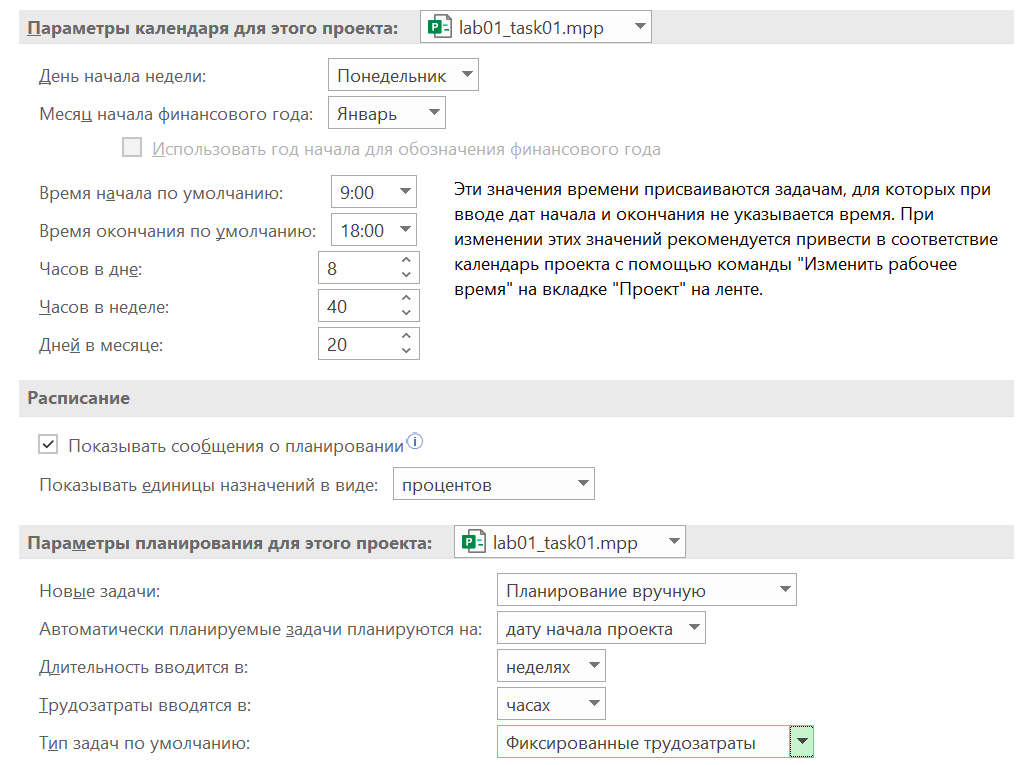 Параметры календаря для этого проекта: lab01_task01.mpp
День начала недели: Понедельник
Месяц начала финансового года: Январь
Использовать год начала для обозначения финансового года
Время начала по умолчанию: 9:00
Время окончания по умолчанию: 18:00
Часов в дне: 8
Часов в неделе: 40
Дней в месяце: 20
Эти значения времени присваиваются задачам, для которых при
вводе дат начала и окончания не указывается время. При
изменении этих значений рекомендуется привести в соответствие
календарь проекта с помощью команды "Изменить рабочее
время" на вкладке "Проект" на ленте.
Расписание
Показывать сообщения о планировании
Показывать единицы назначений в виде: процентов
Параметры планирования для этого проекта: lab01_task01.mpp
Новые задачи: Планирование вручную
Автоматически планируемые задачи планируются на: дату начала проекта
Длительность вводится в: неделях
Трудозатраты вводятся в: часах
Тип задач по умолчанию: Фиксированные трудозатраты